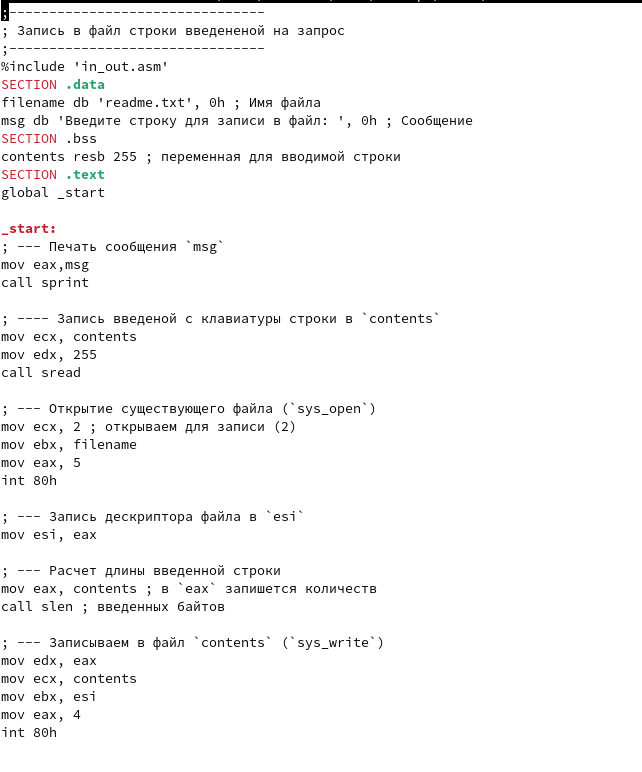 ;--------------------------------
; Запись в файл строки введененой на запрос
;--------------------------------
%include 'in_out.asm'
SECTION .data
filename db 'readme.txt', 0h ; Имя файла
msg db 'Введите строку для записи в файл: ', 0h ; Сообщение
SECTION .bss
contents resb 255 ; переменная для вводимой строки
SECTION .text
global _start
_start:
; --- Печать сообщения `msg`
mov eax,msg
call sprint
; ---- Запись введеной с клавиатуры строки в `contents`
mov ecx, contents
mov edx, 255
call sread
; --- Открытие существующего файла (`sys_open`)
mov ecx, 2 ; открываем для записи (2)
mov ebx, filename
mov eax, 5
int 80h
; --- Запись дескриптора файла в `esi`
mov esi, eax
; --- Расчет длины введенной строки
mov eax, contents ; в `eax` запишется количеств
call slen ; введенных байтов
; --- Записываем в файл `contents` (`sys_write`)
mov edx, eax
mov ecx, contents
mov ebx, esi
mov eax, 4
int 80h